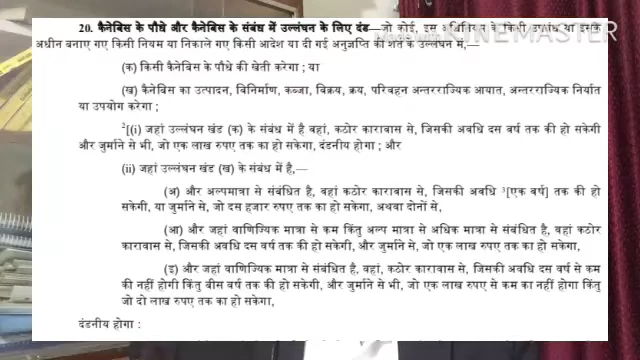 20. कैनेबिस के पौधे और कैनेबिस के संबंध में उल्लंघन के लिए दंड—जो कोई, इस अधिनियम के किसी उपबंध या इसके
अधीन बनाए गए किसी नियम या निकाले गए किसी आदेश या दी गई अनुज्ञप्ति की शर्त के उल्लंघन में,—
KINEMASTER
(क) किसी कैनेबिस के पौधे की खेती करेगा; या
(ख) कैनेबिस का उत्पादन, विनिर्माण, कब्जा, विक्रय, क्रय, परिवहन अन्तरराज्यिक आयात, अन्तरराज्यिक निर्यात
या उपयोग करेगा ;
2[(i) जहां उल्लंघन खंड (क) के संबंध में है वहां, कठोर कारावास से, जिसकी अवधि दस वर्ष तक की हो सकेगी
और जुर्माने से भी, जो एक लाख रुपए तक का हो सकेगा, दंडनीय होगा ; और
(ii) जहां उल्लंघन खंड (ख) के संबंध में है,—
(अ) और अल्पमात्रा से संबंधित है, वहां कठोर कारावास से, जिसकी अवधि 3[एक वर्ष] तक की हो
सकेगी, या जुर्माने से, जो दस हजार रुपए तक का हो सकेगा, अथवा दोनों से,
(आ) और जहां वाणिज्यिक मात्रा से कम किंतु अल्प मात्रा से अधिक मात्रा से संबंधित है, वहां कठोर
कारावास से, जिसकी अवधि दस वर्ष तक की हो सकेगी, और जुर्माने से, जो एक लाख रुपए तक का हो सकेगा,
(इ) और जहां वाणिज्यिक मात्रा से संबंधित है, वहां, कठोर कारावास से, जिसकी अवधि दस वर्ष से कम
की नहीं होगी किंतु बीस वर्ष तक की हो सकेगी, और जुर्माने से भी, जो एक लाख रुपए से कम का नहीं होगा किंतु
जो दो लाख रुपए तक का हो सकेगा,
दंडनीय होगा :